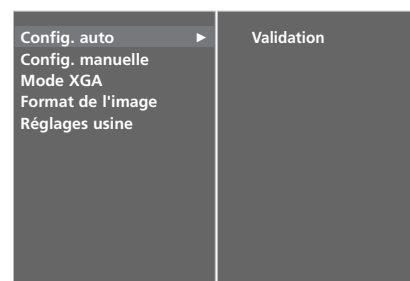 Config. auto ► Validation
Config. manuelle
Mode XGA
Format de l'image
Réglages usine